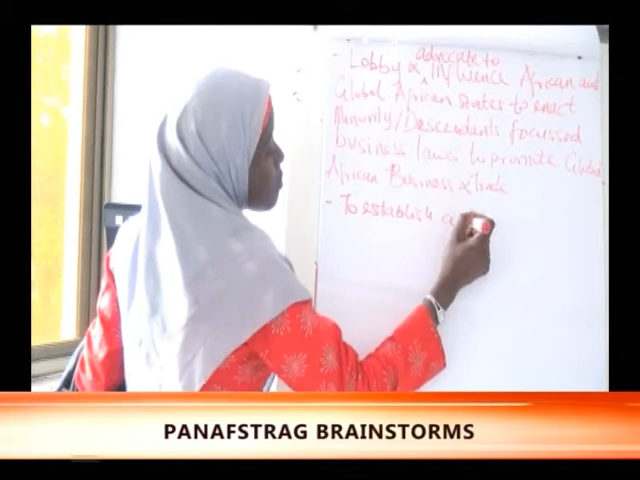 advocate to
- Lobby & ^ Influence African and
Global African states to enact
Minority/Descendants focussed
business laws to promote Global
African Business & Trade
- To establish a
PANAFSTRAG BRAINSTORMS